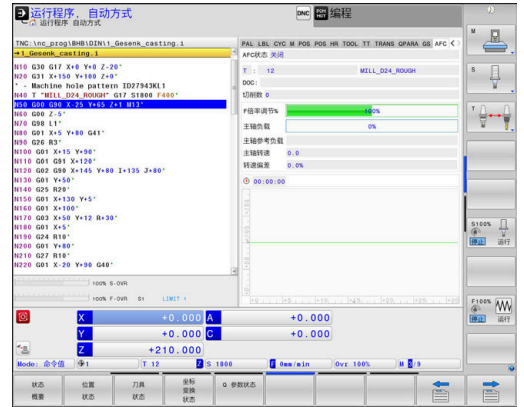 运行程序，自动方式
运行程序 自动方式
DNC
编程
TNC:\nc_prog\BHB\DIN\1_Gesenk_casting.i
→1_Gesenk_casting.i
N10 G30 G17 X+0 Y+0 Z-20*
N20 G31 X+150 Y+100 Z+0*
* - Machine hole pattern ID27943KL1
N40 T "MILL_D24_ROUGH" G17 S1800 F400*
N50 G00 G90 X-25 Y+65 Z+1 M13*
N60 G00 Z-5*
N70 G98 L1*
N80 G01 X+5 Y+80 G41*
N90 G26 R3*
N100 G01 X+15 Y+90*
N110 G01 G91 X+120*
N120 G02 G90 X+145 Y+80 I+135 J+80*
N130 G01 Y+50*
N140 G25 R20*
N150 G01 X+130 Y+5*
N160 G01 X+100*
N170 G03 X+50 Y+12 R+30*
N180 G01 X+5*
N190 G24 R10*
N200 G01 Y+80*
N210 G27 R10*
N220 G01 X-20 Y+90 G40*
100% S-OVR
100% F-OVR S1 LIMIT 1
PAL LBL CYC M POS POS HR TOOL TT TRANS QPARA GS AFC
AFC状态 关闭
T : 12 MILL_D24_ROUGH
DOC:
切削数 0
F倍率调节% 100%
主轴负载 0%
主轴参考负载
主轴转速 0.0
转速偏差 0.0%
00:00:00
X +0.000 A +0.000
Y +0.000 C +0.000
Z +210.000
Mode: 命令值 1 T 12 Z S 1800 F 0mm/min Ovr 100% M 5/9
状态 概要
位置 状态
刀具 状态
坐标 变换 状态
Q 参数状态
M
S
T
S100%
停止 运行
F100%
停止 运行